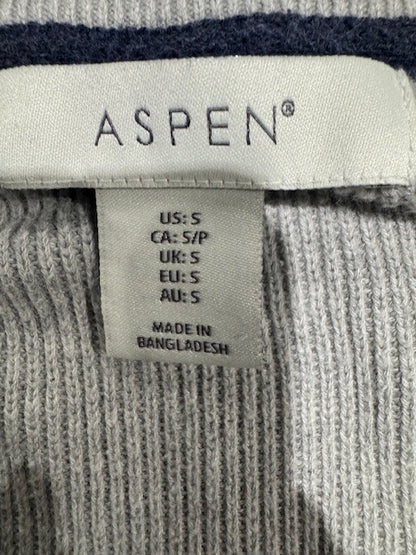 ASPEN®
US: S
CA: S/P
UK: S
EU: S
AU: S
MADE IN
BANGLADESH